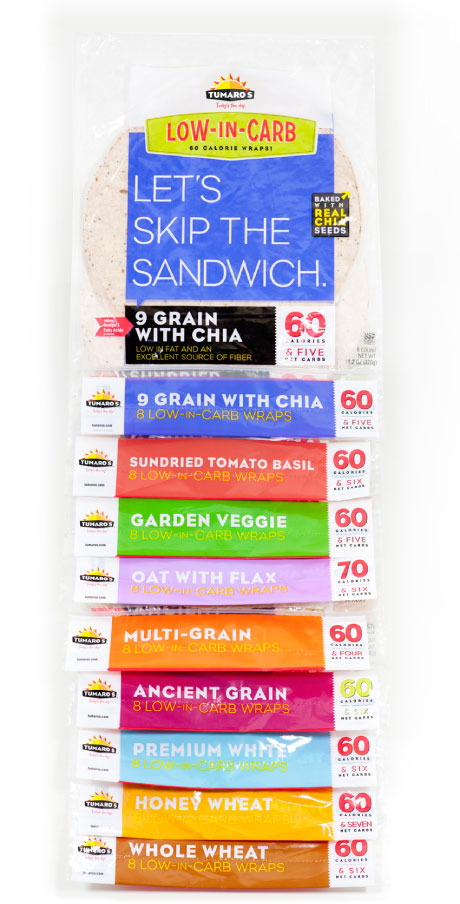 TUMARO'S
LOW-IN-CARB
60 CALORIE WRAPS!
LET'S
SKIP THE
SANDWICH.
BAKED
WITH
REAL
CHIA
SEEDS
9 GRAIN
WITH CHIA
LOW IN FAT AND AN
EXCELLENT SOURCE OF FIBER
60
CALORIES
& FIVE
NET CARBS
8 COUNT
NET WT
TUMARO'S
9 GRAIN WITH CHIA
8 LOW-IN-CARB WRAPS
60
CALORIES
& FIVE
NET CARBS
TUMARO'S
SUNDRIED TOMATO BASIL
8 LOW-IN-CARB WRAPS
60
CALORIES
& SIX
NET CARBS
TUMARO'S
GARDEN VEGGIE
8 LOW-IN-CARB WRAPS
60
CALORIES
& FIVE
NET CARBS
TUMARO'S
OAT WITH FLAX
8 LOW-IN-CARB WRAPS
70
CALORIES
& SIX
NET CARBS
TUMARO'S
MULTI-GRAIN
8 LOW-IN-CARB WRAPS
60
CALORIES
& FOUR
NET CARBS
TUMARO'S
ANCIENT GRAIN
8 LOW-IN-CARB WRAPS
60
CALORIES
& SIX
NET CARBS
TUMARO'S
PREMIUM WHITE
8 LOW-IN-CARB WRAPS
60
CALORIES
& SIX
NET CARBS
TUMARO'S
HONEY WHEAT
8 LOW-IN-CARB WRAPS
60
CALORIES
& SEVEN
NET CARBS
TUMARO'S
WHOLE WHEAT
8 LOW-IN-CARB WRAPS
60
CALORIES
& SIX
NET CARBS